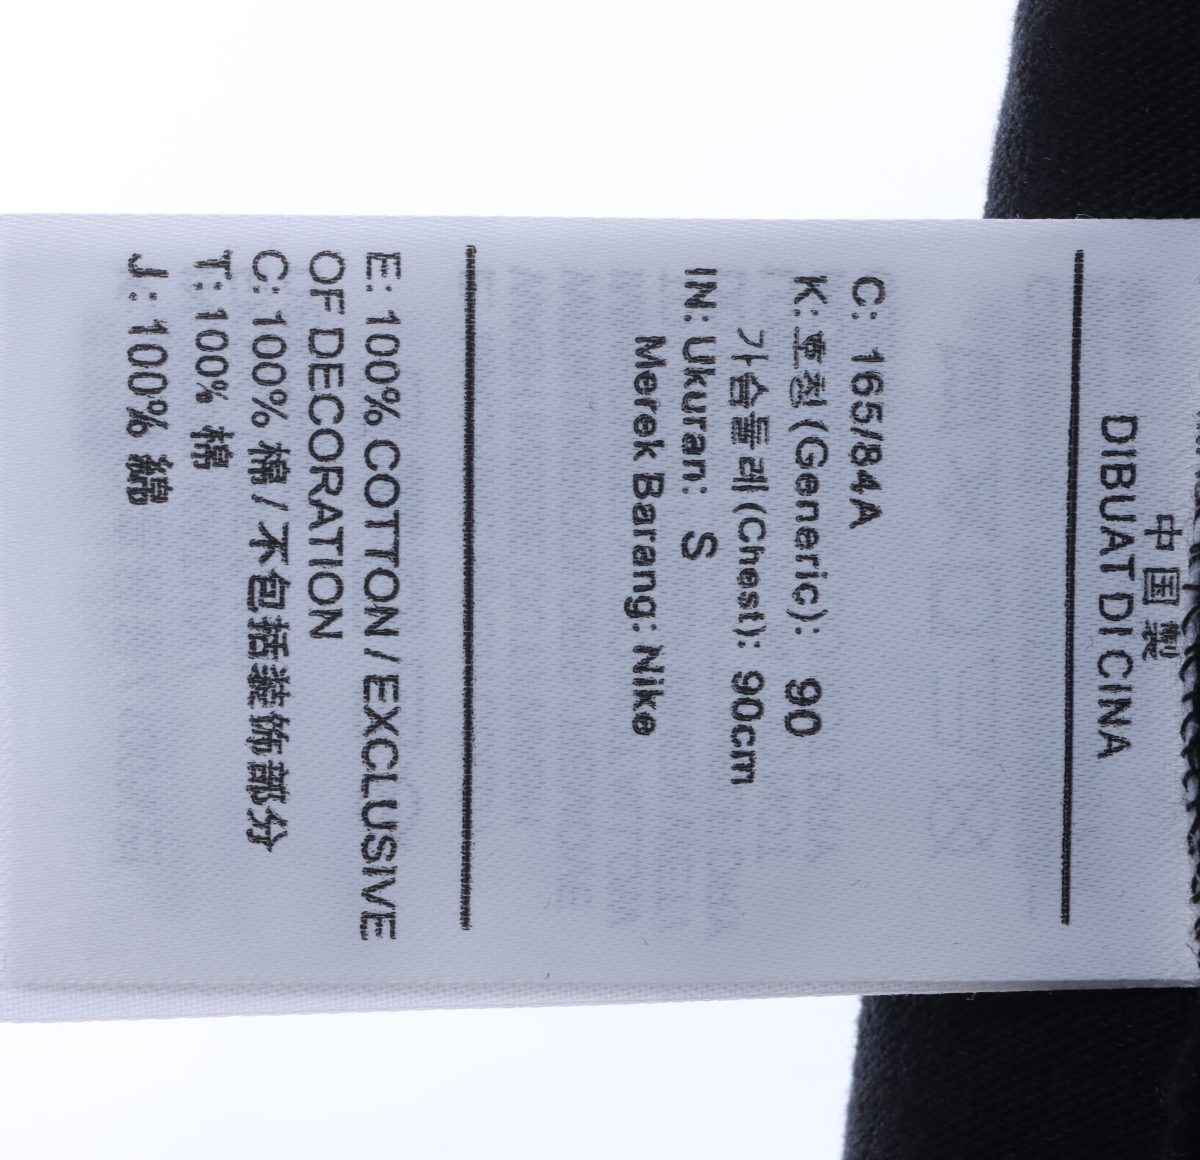 中国製
DIBUAT DI CINA
C: 165/84A
K: 호칭(Generic): 90
가슴둘레(Chest): 90cm
IN: Ukuran: S
Merek Barang: Nike
E: 100% COTTON / EXCLUSIVE
OF DECORATION
C: 100% 棉 / 不包括装饰部分
T: 100% 棉
J: 100% 綿